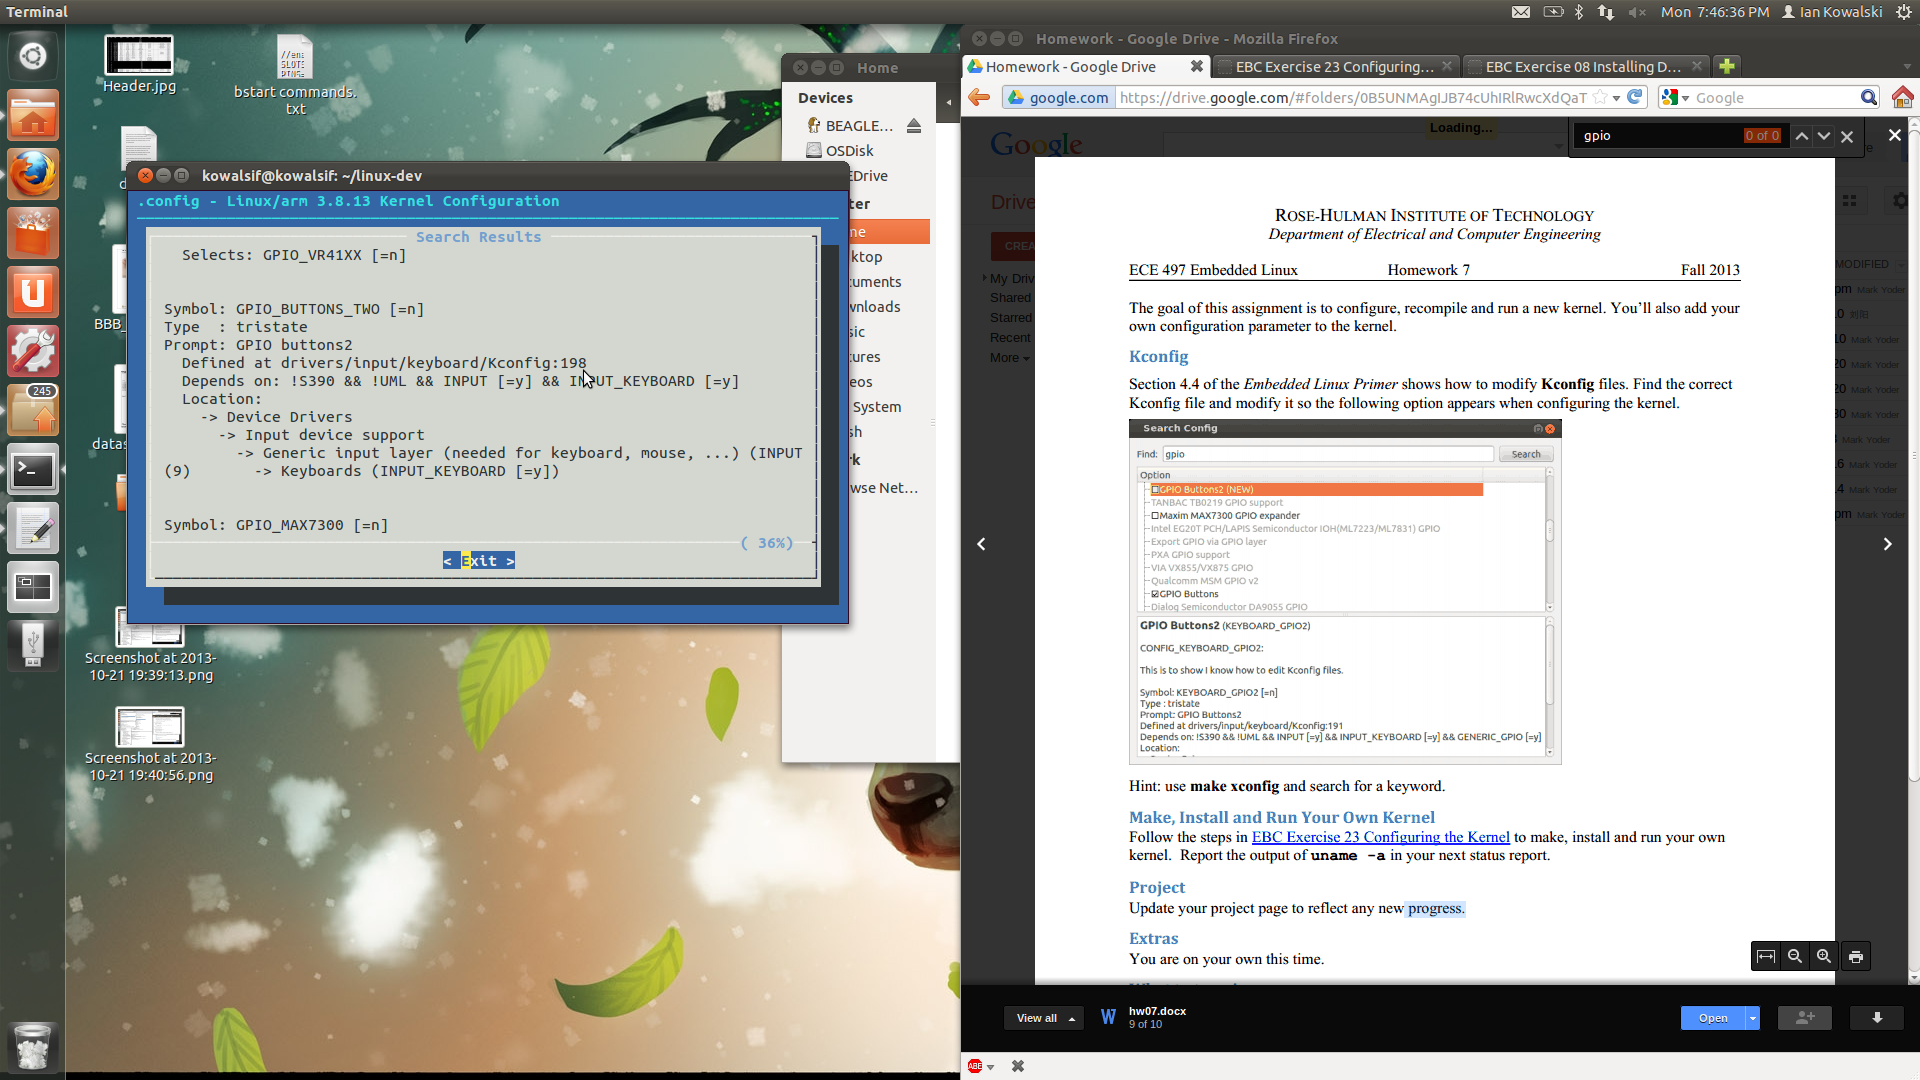 Terminal
Mon 7:46:36 PM
Ian Kowalski
Header.jpg
bstart commands.
txt
BBB_
datas
245
Screenshot at 2013-
10-21 19:39:13.png
Screenshot at 2013-
10-21 19:40:56.png
Home
Devices
BEAGLE...
OSDisk
EDrive
ter
me
ktop
uments
wnloads
sic
tures
eos
System
sh
rk
wse Net...
kowalsif@kowalsif: ~/linux-dev
.config - Linux/arm 3.8.13 Kernel Configuration
Search Results
Selects: GPIO_VR41XX [=n]
Symbol: GPIO_BUTTONS_TWO [=n]
Type  : tristate
Prompt: GPIO buttons2
Defined at drivers/input/keyboard/Kconfig:198
Depends on: !S390 && !UML && INPUT [=y] && INPUT_KEYBOARD [=y]
Location:
-> Device Drivers
-> Input device support
-> Generic input layer (needed for keyboard, mouse, ...) (INPUT
(9)       -> Keyboards (INPUT_KEYBOARD [=y])
Symbol: GPIO_MAX7300 [=n]
( 36%)
< Exit >
Homework - Google Drive - Mozilla Firefox
Homework - Google Drive
EBC Exercise 23 Configuring...
EBC Exercise 08 Installing D...
google.com
https://drive.google.com/#folders/0B5UNMAgIJB74cUhIRlRwcXdQaT
Google
Google
Loading...
gpio
0 of 0
Drive
CREA
My Driv
Shared
Starred
Recent
More
MODIFIED
pm Mark Yoder
Mark Yoder
ROSE-HULMAN INSTITUTE OF TECHNOLOGY
Department of Electrical and Computer Engineering
ECE 497 Embedded Linux
Homework 7
Fall 2013
The goal of this assignment is to configure, recompile and run a new kernel. You’ll also add your
own configuration parameter to the kernel.
Kconfig
Section 4.4 of the Embedded Linux Primer shows how to modify Kconfig files. Find the correct
Kconfig file and modify it so the following option appears when configuring the kernel.
Search Config
Find: gpio
Search
Option
GPIO Buttons2 (NEW)
TANBAC TB0219 GPIO support
Maxim MAX7300 GPIO expander
Intel EG20T PCH/LAPIS Semiconductor IOH(ML7223/ML7831) GPIO
Export GPIO via GPIO layer
PXA GPIO support
VIA VX855/VX875 GPIO
Qualcomm MSM GPIO v2
GPIO Buttons
Dialog Semiconductor DA9055 GPIO
GPIO Buttons2 (KEYBOARD_GPIO2)
CONFIG_KEYBOARD_GPIO2:
This is to show I know how to edit Kconfig files.
Symbol: KEYBOARD_GPIO2 [=n]
Type : tristate
Prompt: GPIO Buttons2
Defined at drivers/input/keyboard/Kconfig:191
Depends on: !S390 && !UML && INPUT [=y] && INPUT_KEYBOARD [=y] && GENERIC_GPIO [=y]
Location:
Hint: use make xconfig and search for a keyword.
Make, Install and Run Your Own Kernel
Follow the steps in EBC Exercise 23 Configuring the Kernel to make, install and run your own
kernel.  Report the output of uname -a in your next status report.
Project
Update your project page to reflect any new progress.
Extras
You are on your own this time.
View all
hw07.docx
9 of 10
Open
ABP